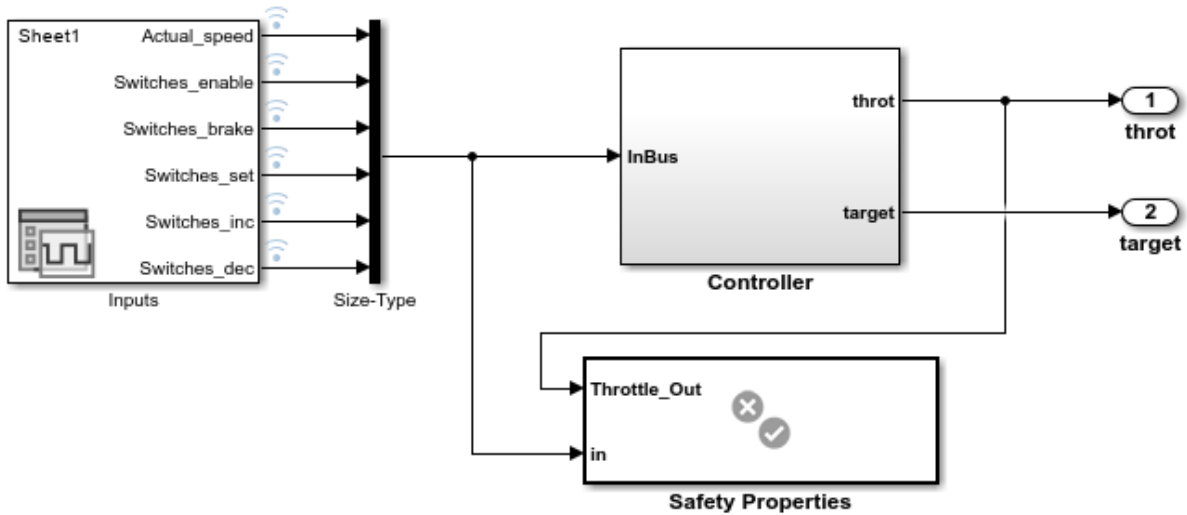 Sheet1
Actual_speed
Switches_enable
Switches_brake
Switches_set
Switches_inc
Switches_dec
Inputs
Size-Type
InBus
throt
target
Controller
1
throt
2
target
Throttle_Out
in
Safety Properties